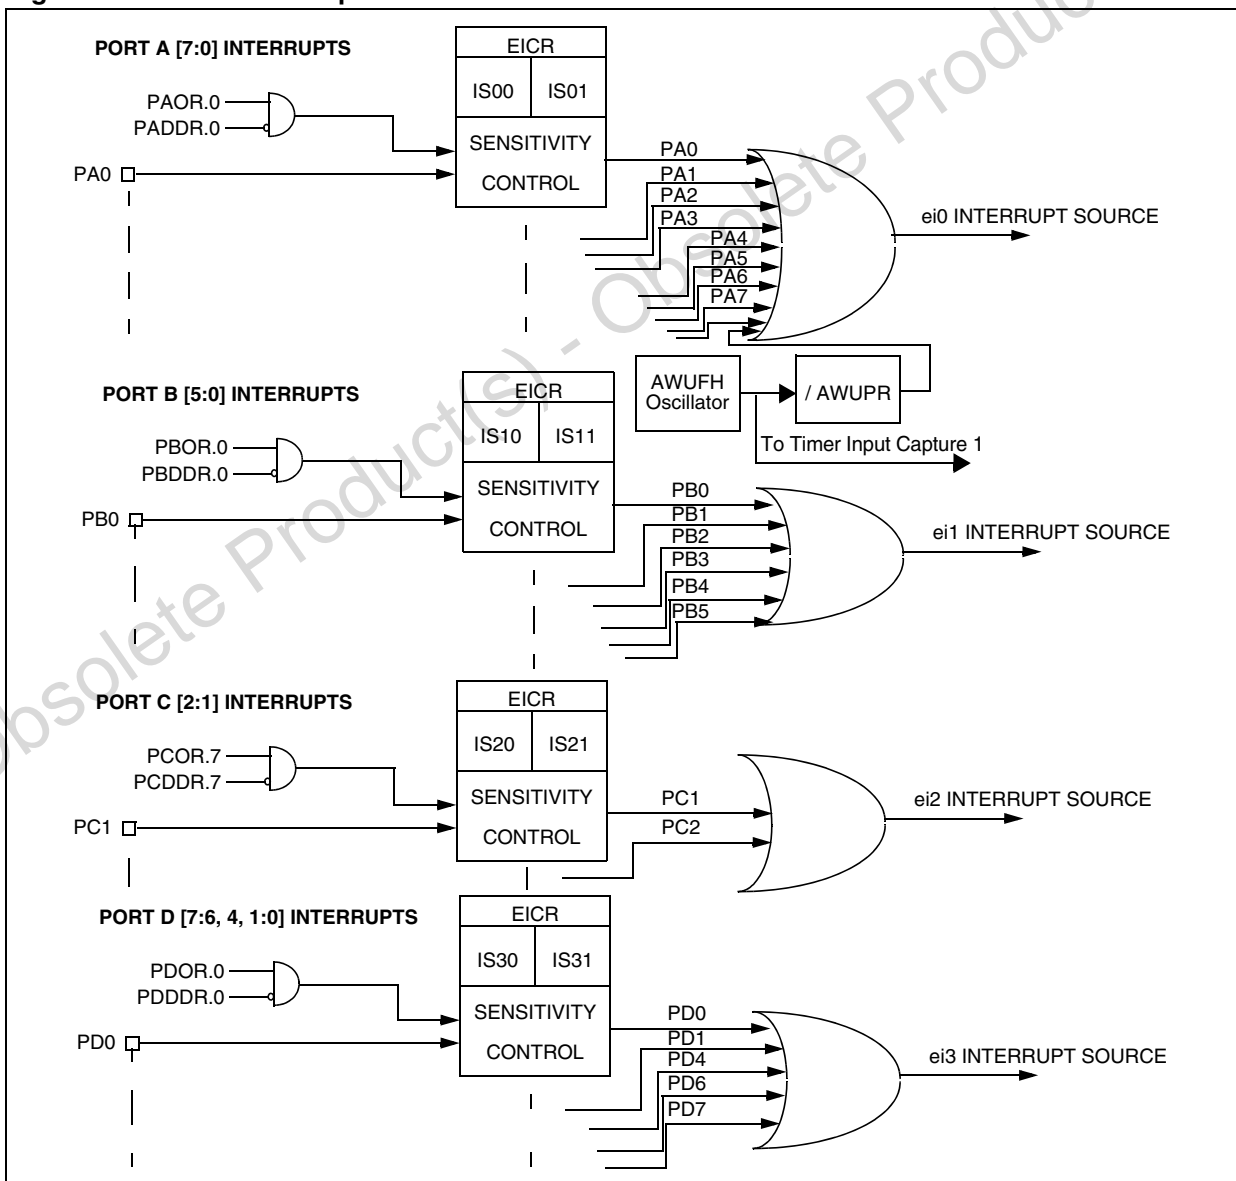 PORT A [7:0] INTERRUPTS
EICR
IS00 IS01
PAOR.0
PADDR.0
SENSITIVITY
CONTROL
PA0
PA0
PA1
PA2
PA3
PA4
PA5
PA6
PA7
ei0 INTERRUPT SOURCE
AWUFH
Oscillator
/ AWUPR
To Timer Input Capture 1
PORT B [5:0] INTERRUPTS
EICR
IS10 IS11
PBOR.0
PBDDR.0
SENSITIVITY
CONTROL
PB0
PB0
PB1
PB2
PB3
PB4
PB5
ei1 INTERRUPT SOURCE
PORT C [2:1] INTERRUPTS
EICR
IS20 IS21
PCOR.7
PCDDR.7
SENSITIVITY
CONTROL
PC1
PC1
PC2
ei2 INTERRUPT SOURCE
PORT D [7:6, 4, 1:0] INTERRUPTS
EICR
IS30 IS31
PDOR.0
PDDDR.0
SENSITIVITY
CONTROL
PD0
PD0
PD1
PD4
PD6
PD7
ei3 INTERRUPT SOURCE
Obsolete Product(s) - Obsolete Produc